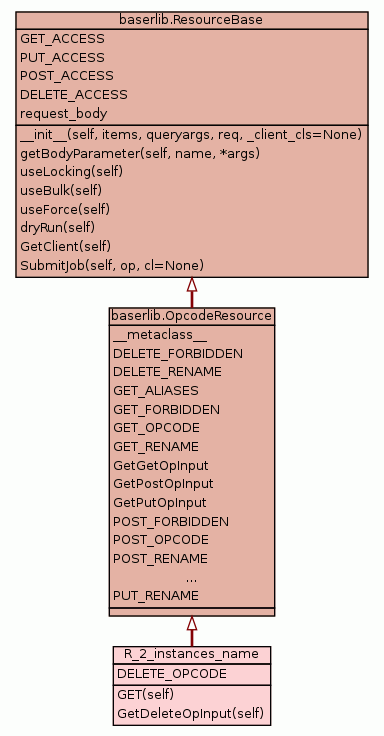 baserlib.ResourceBase
GET_ACCESS
PUT_ACCESS
POST_ACCESS
DELETE_ACCESS
request_body
__init__(self, items, queryargs, req, _client_cls=None)
getBodyParameter(self, name, *args)
useLocking(self)
useBulk(self)
useForce(self)
dryRun(self)
GetClient(self)
SubmitJob(self, op, cl=None)
baserlib.OpcodeResource
__metaclass__
DELETE_FORBIDDEN
DELETE_RENAME
GET_ALIASES
GET_FORBIDDEN
GET_OPCODE
GET_RENAME
GetGetOpInput
GetPostOpInput
GetPutOpInput
POST_FORBIDDEN
POST_OPCODE
POST_RENAME
...
PUT_RENAME
R_2_instances_name
DELETE_OPCODE
GET(self)
GetDeleteOpInput(self)